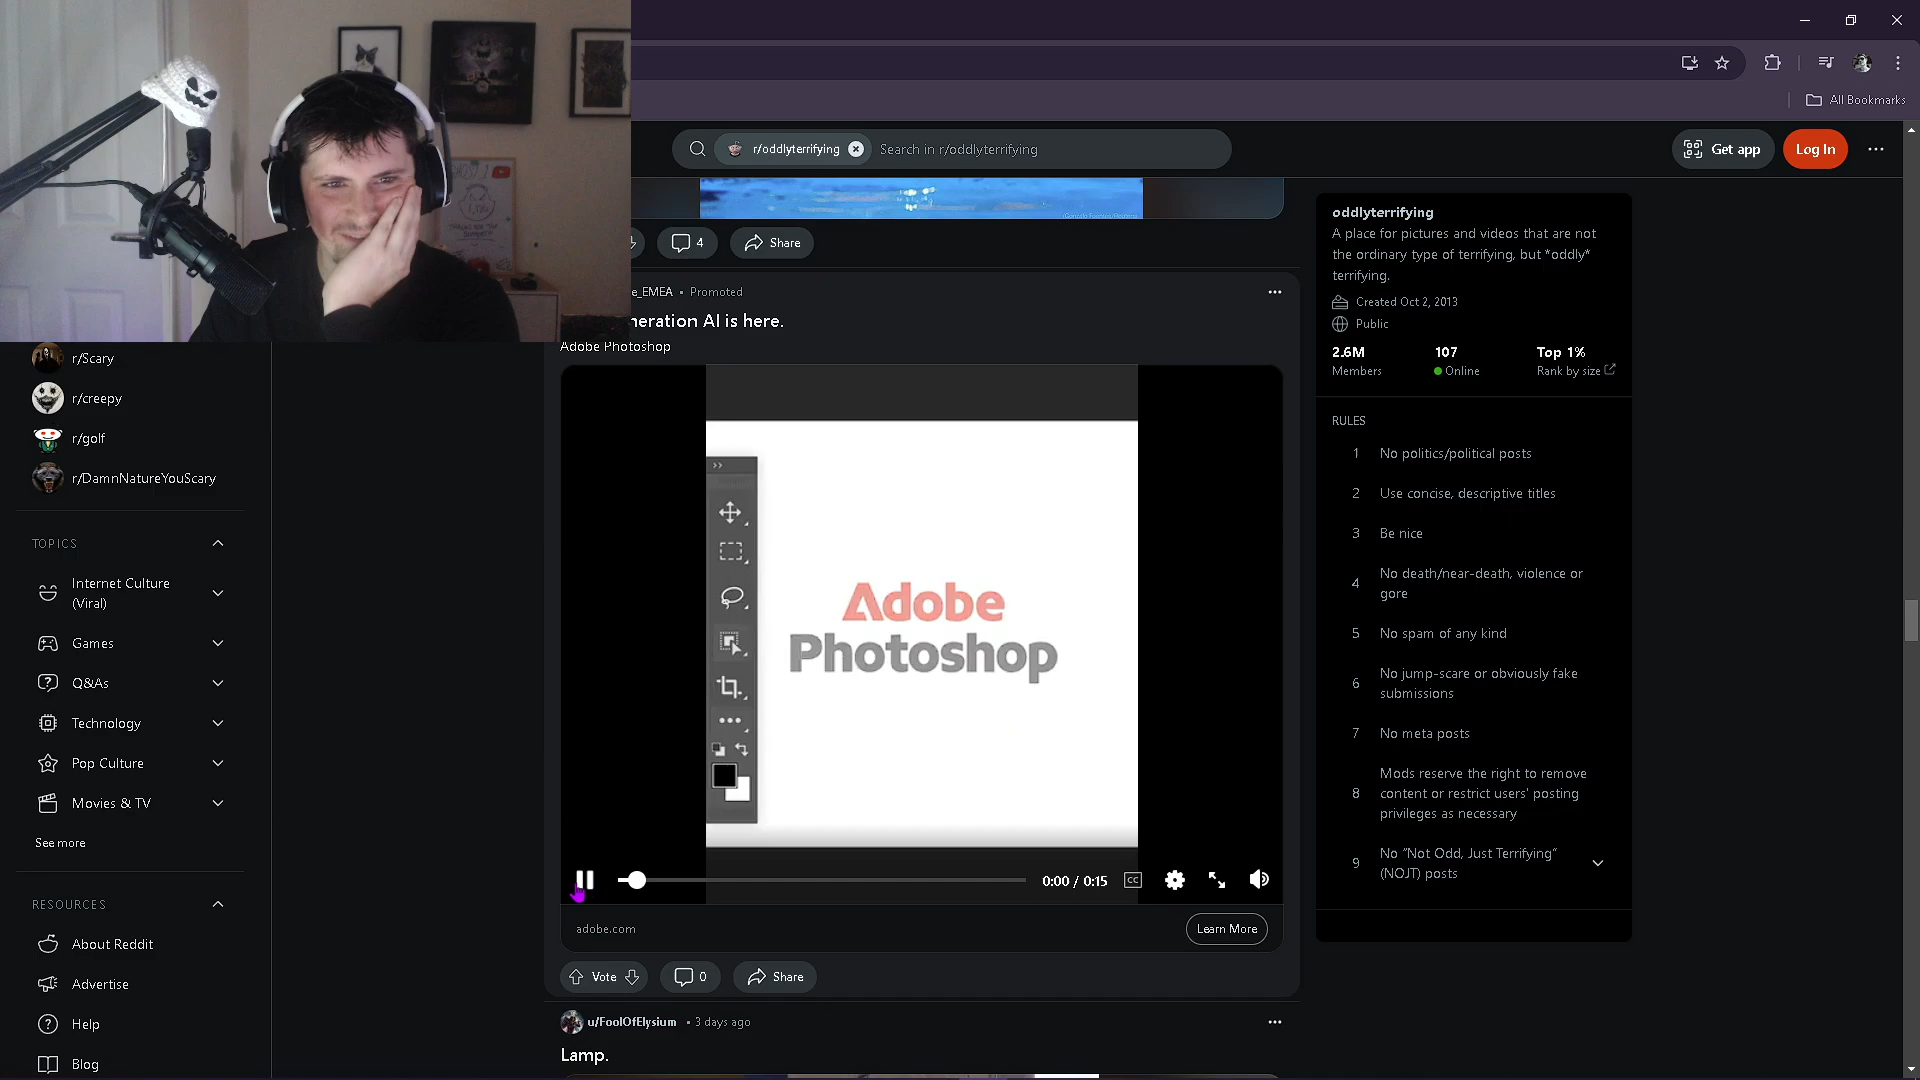 All Bookmarks
r/oddlyterrifying
Search in r/oddlyterrifying
Get app
Log In
4
Share
e_EMEA • Promoted
neration AI is here.
Adobe Photoshop
Adobe
Photoshop
0:00 / 0:15
CC
adobe.com
Learn More
Vote
0
Share
u/FoolOfElysium • 3 days ago
Lamp.
r/Scary
r/creepy
r/golf
r/DamnNatureYouScary
TOPICS
Internet Culture
(Viral)
Games
Q&As
Technology
Pop Culture
Movies & TV
See more
RESOURCES
About Reddit
Advertise
Help
Blog
oddlyterrifying
A place for pictures and videos that are not
the ordinary type of terrifying, but *oddly*
terrifying.
Created Oct 2, 2013
Public
2.6M
Members
107
Online
Top 1%
Rank by size
RULES
1 No politics/political posts
2 Use concise, descriptive titles
3 Be nice
4 No death/near-death, violence or
gore
5 No spam of any kind
6 No jump-scare or obviously fake
submissions
7 No meta posts
8 Mods reserve the right to remove
content or restrict users' posting
privileges as necessary
9 No "Not Odd, Just Terrifying"
(NOJT) posts